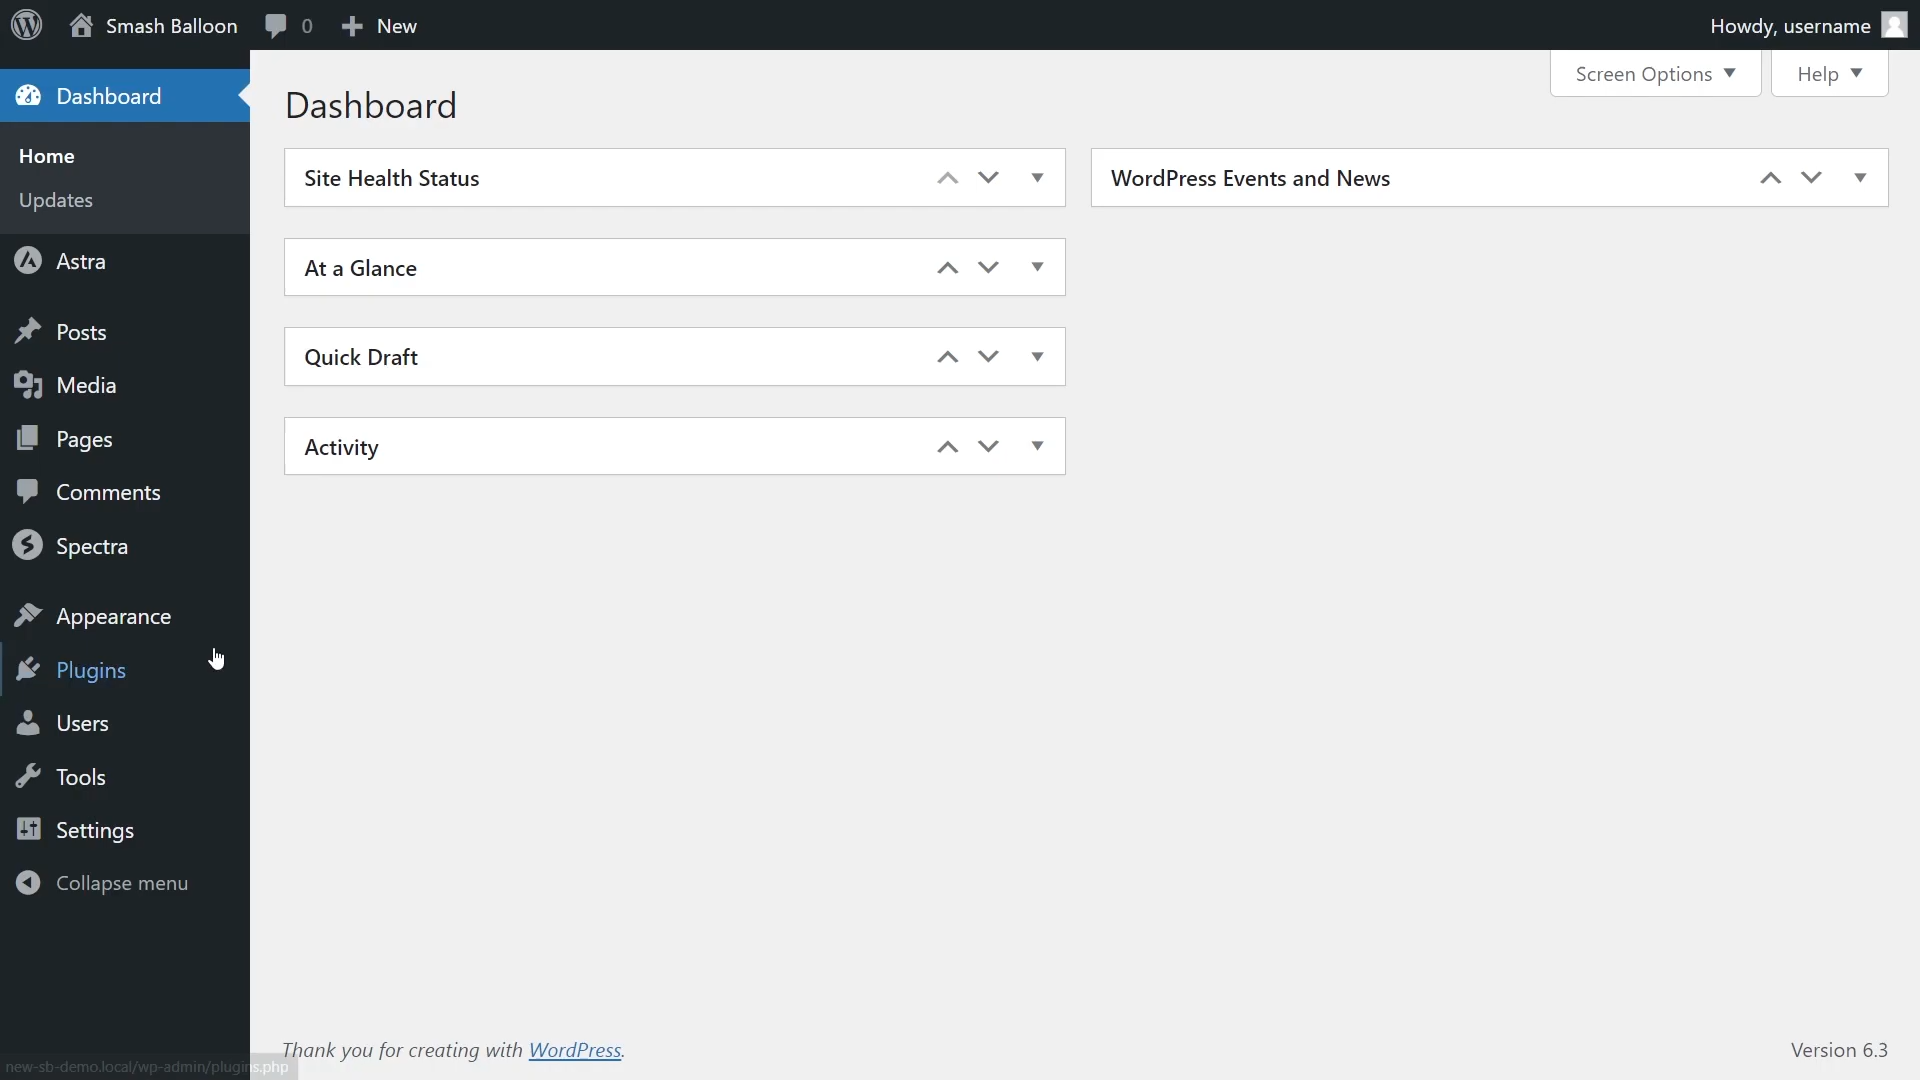 Smash Balloon 0 New Howdy, username
Screen Options Help
Dashboard
Home
Updates
Astra
Posts
Media
Pages
Comments
Spectra
Appearance
Plugins
Users
Tools
Settings
Collapse menu
Dashboard
Site Health Status
At a Glance
Quick Draft
Activity
WordPress Events and News
Thank you for creating with WordPress.
Version 6.3
new-sb-demo.local/wp-admin/plugins.php